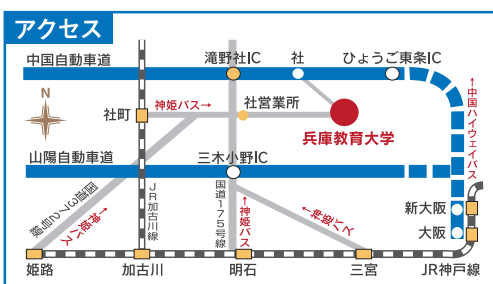 アクセス
中国自動車道
滝野社IC
社
ひょうご東条IC
←中国ハイウェイバス
N
社町
神姫バス→
社営業所
兵庫教育大学
山陽自動車道
三木小野IC
国道372号線
←神姫バス
JR加古川線
国道175号線
←神姫バス
←神姫バス
新大阪
大阪
姫路
加古川
明石
三宮
JR神戸線